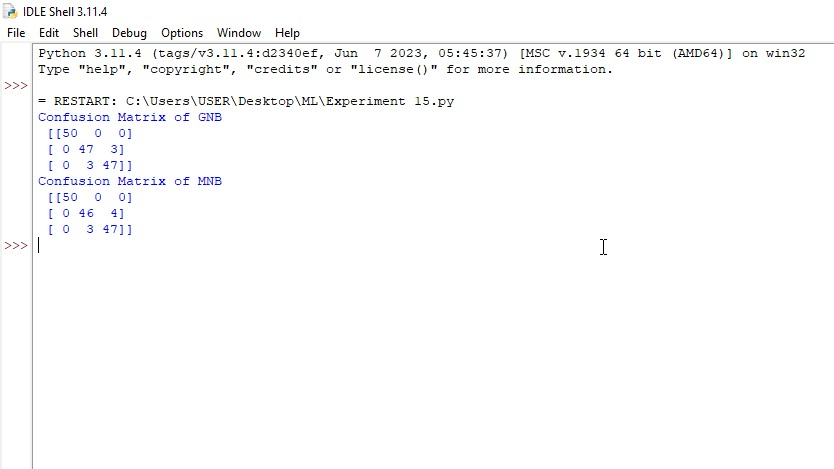 IDLE Shell 3.11.4
File Edit Shell Debug Options Window Help
Python 3.11.4 (tags/v3.11.4:d2340ef, Jun  7 2023, 05:45:37) [MSC v.1934 64 bit (AMD64)] on win32
Type "help", "copyright", "credits" or "license()" for more information.
>>>
= RESTART: C:\Users\USER\Desktop\ML\Experiment 15.py
Confusion Matrix of GNB
 [[50  0  0]
 [ 0 47  3]
 [ 0  3 47]]
Confusion Matrix of MNB
 [[50  0  0]
 [ 0 46  4]
 [ 0  3 47]]
>>>